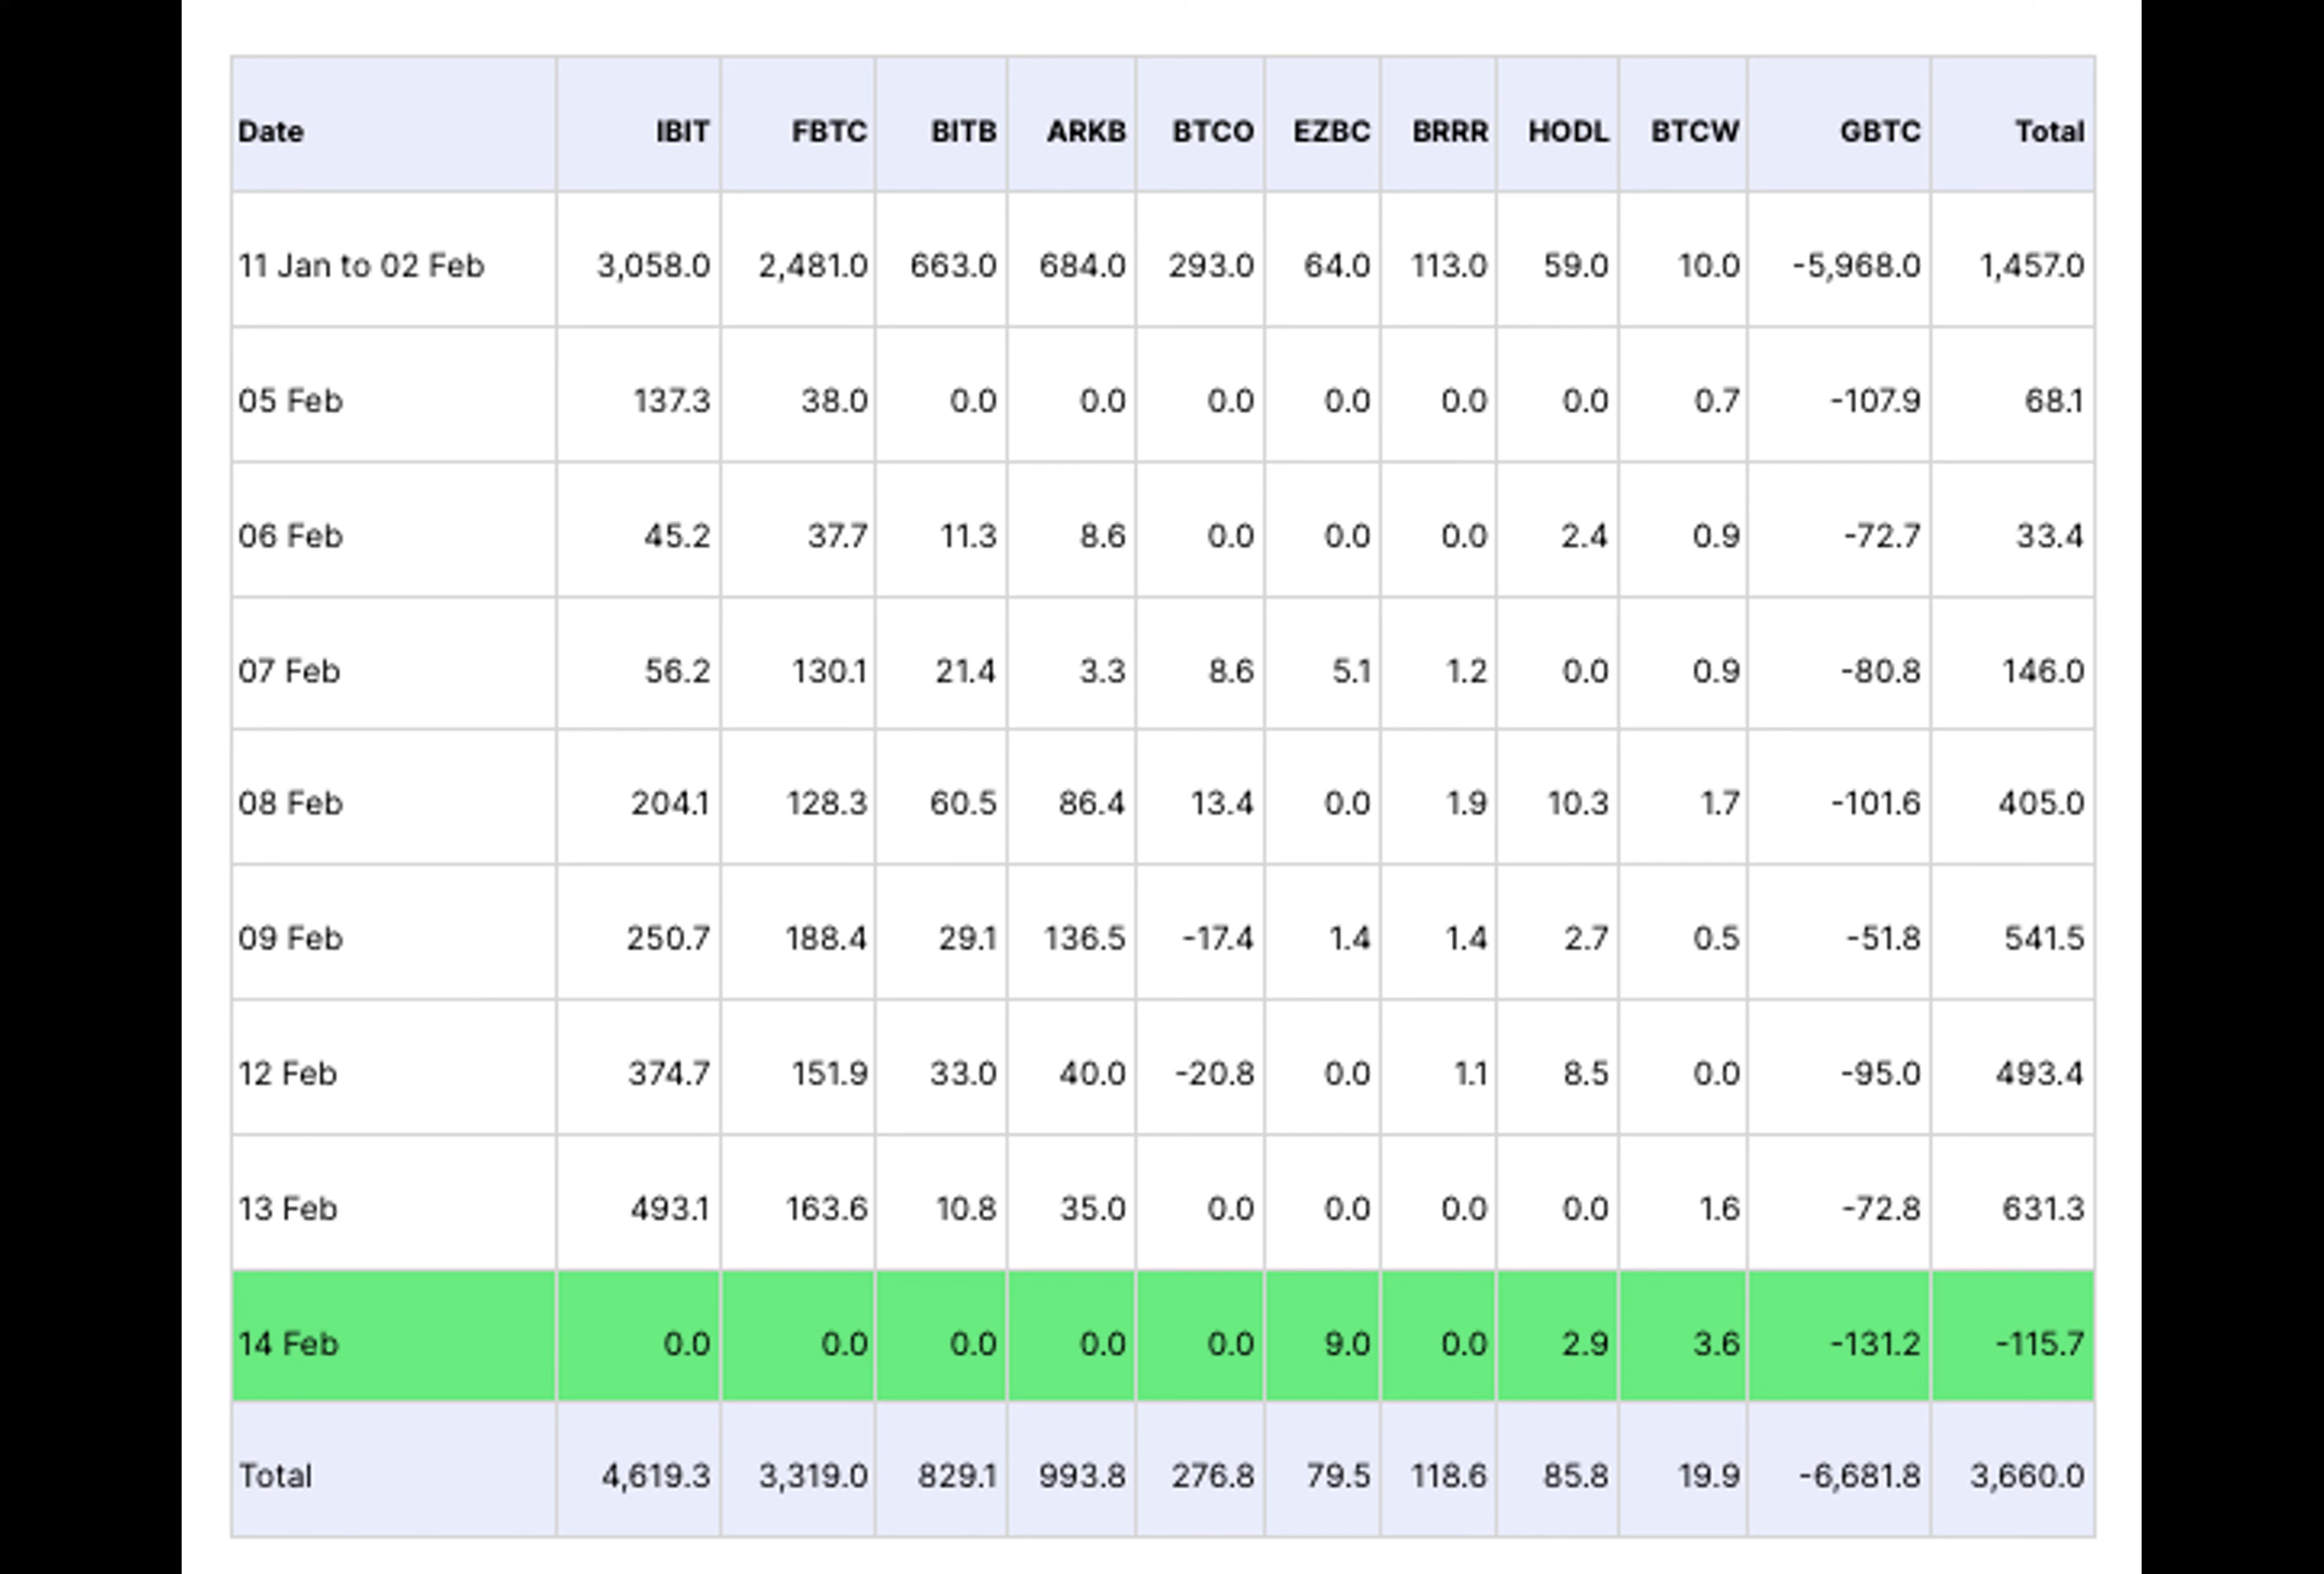 Date IBIT FBTC BITB ARKB BTCO EZBC BRRR HODL BTCW GBTC Total
11 Jan to 02 Feb 3,058.0 2,481.0 663.0 684.0 293.0 64.0 113.0 59.0 10.0 -5,968.0 1,457.0
05 Feb 137.3 38.0 0.0 0.0 0.0 0.0 0.0 0.0 0.7 -107.9 68.1
06 Feb 45.2 37.7 11.3 8.6 0.0 0.0 0.0 2.4 0.9 -72.7 33.4
07 Feb 56.2 130.1 21.4 3.3 8.6 5.1 1.2 0.0 0.9 -80.8 146.0
08 Feb 204.1 128.3 60.5 86.4 13.4 0.0 1.9 10.3 1.7 -101.6 405.0
09 Feb 250.7 188.4 29.1 136.5 -17.4 1.4 1.4 2.7 0.5 -51.8 541.5
12 Feb 374.7 151.9 33.0 40.0 -20.8 0.0 1.1 8.5 0.0 -95.0 493.4
13 Feb 493.1 163.6 10.8 35.0 0.0 0.0 0.0 0.0 1.6 -72.8 631.3
14 Feb 0.0 0.0 0.0 0.0 0.0 9.0 0.0 2.9 3.6 -131.2 -115.7
Total 4,619.3 3,319.0 829.1 993.8 276.8 79.5 118.6 85.8 19.9 -6,681.8 3,660.0